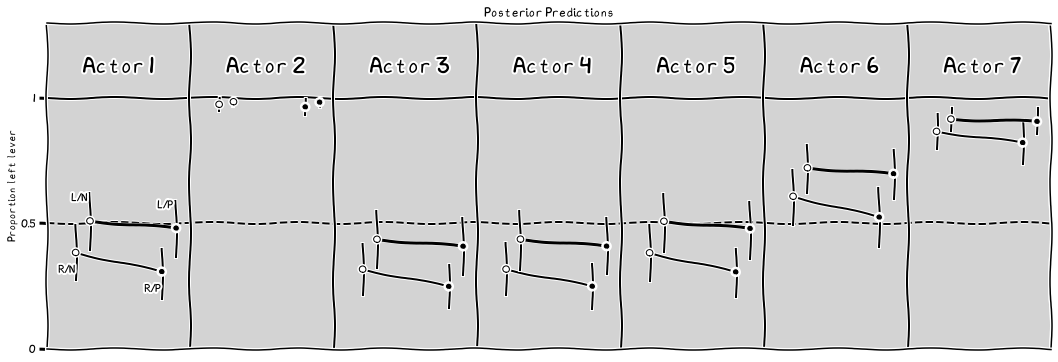 Posterior Predictions
Actor 1 Actor 2 Actor 3 Actor 4 Actor 5 Actor 6 Actor 7
Proportion left lever
1
0.5
0
L/N
L/P
R/N
R/P